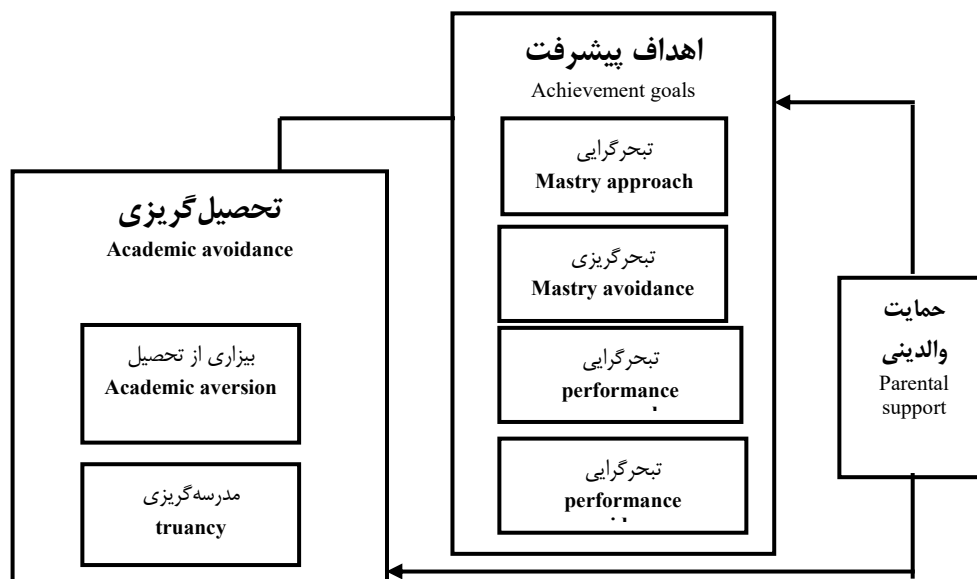 اهداف پیشرفت
Achievement goals
تبحرگرایی
Mastry approach
تبحرگریزی
Mastry avoidance
تبحرگرایی
performance
تبحرگرایی
performance
تحصیل‌گریزی
Academic avoidance
بیزاری از تحصیل
Academic aversion
مدرسه‌گریزی
truancy
حمایت
والدینی
Parental
support